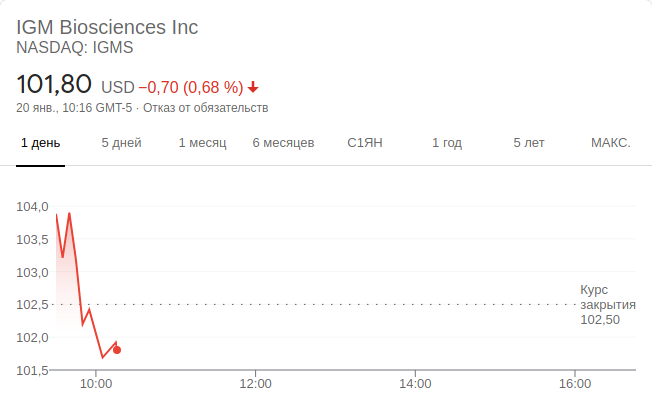 IGM Biosciences Inc
NASDAQ: IGMS
101,80 USD −0,70 (0,68 %)
20 янв., 10:16 GMT-5 · Отказ от обязательств
1 день 5 дней 1 месяц 6 месяцев С1ЯН 1 год 5 лет МАКС.
104,0
103,5
103,0
102,5
102,0
101,5
Курс
закрытия
102,50
10:00 12:00 14:00 16:00